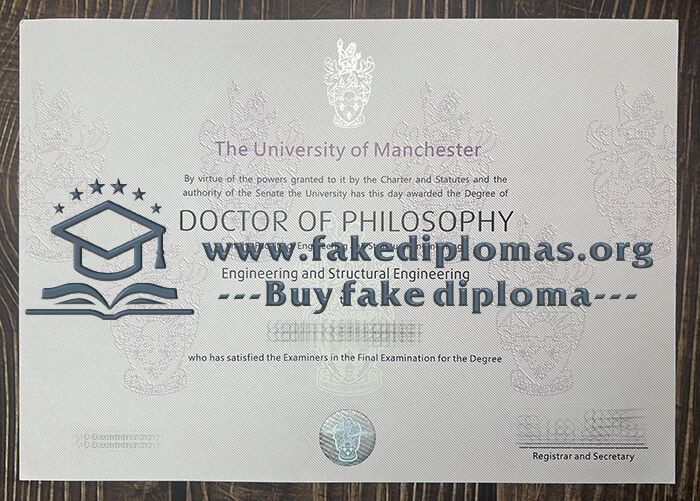 The University of Manchester
By virtue of the powers granted to it by the Charter and Statutes and the
authority of the Senate the University has this day awarded the Degree of
DOCTOR OF PHILOSOPHY
www.fakediplomas.org
Engineering and Structural Engineering
---Buy fake diploma---
who has satisfied the Examiners in the Final Examination for the Degree
Registrar and Secretary